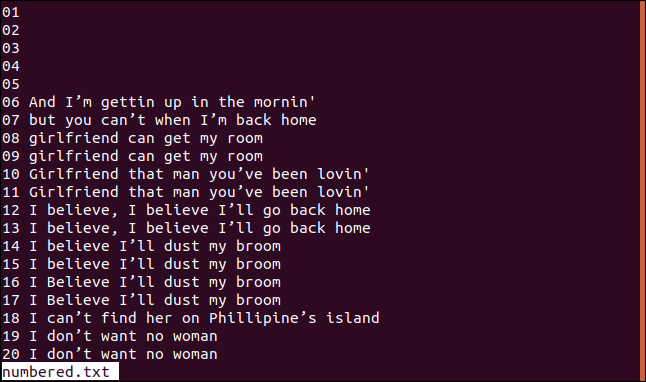 01
02
03
04
05
06 And I’m gettin up in the mornin'
07 but you can’t when I’m back home
08 girlfriend can get my room
09 girlfriend can get my room
10 Girlfriend that man you’ve been lovin'
11 Girlfriend that man you’ve been lovin'
12 I believe, I believe I’ll go back home
13 I believe, I believe I’ll go back home
14 I believe I’ll dust my broom
15 I believe I’ll dust my broom
16 I Believe I’ll dust my broom
17 I Believe I’ll dust my broom
18 I can’t find her on Phillipine’s island
19 I don’t want no woman
20 I don’t want no woman
numbered.txt